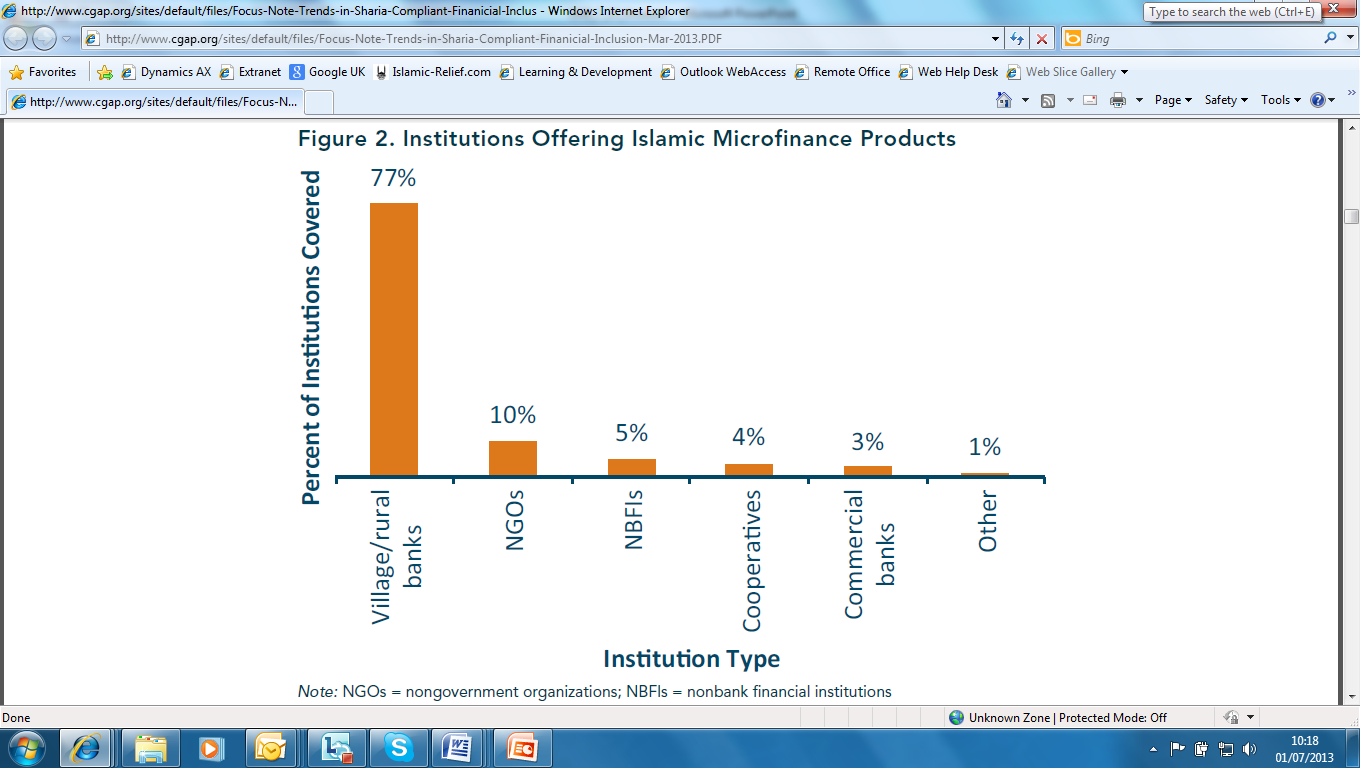 http://www.cgap.org/sites/default/files/Focus-Note-Trends-in-Sharia-Compliant-Finanicial-Inclus - Windows Internet Explorer
Type to search the web (Ctrl+E)
http://www.cgap.org/sites/default/files/Focus-Note-Trends-in-Sharia-Compliant-Finanicial-Inclusion-Mar-2013.PDF
Bing
Favorites
Dynamics AX
Extranet
Google UK
Islamic-Relief.com
Learning & Development
Outlook WebAccess
Remote Office
Web Help Desk
Web Slice Gallery
http://www.cgap.org/sites/default/files/Focus-N...
Page
Safety
Tools
Figure 2. Institutions Offering Islamic Microfinance Products
Percent of Institutions Covered
77%
10%
5%
4%
3%
1%
Village/rural
banks
NGOs
NBFIs
Cooperatives
Commercial
banks
Other
Institution Type
Note: NGOs = nongovernment organizations; NBFIs = nonbank financial institutions
Done
Unknown Zone | Protected Mode: Off
10:18
01/07/2013